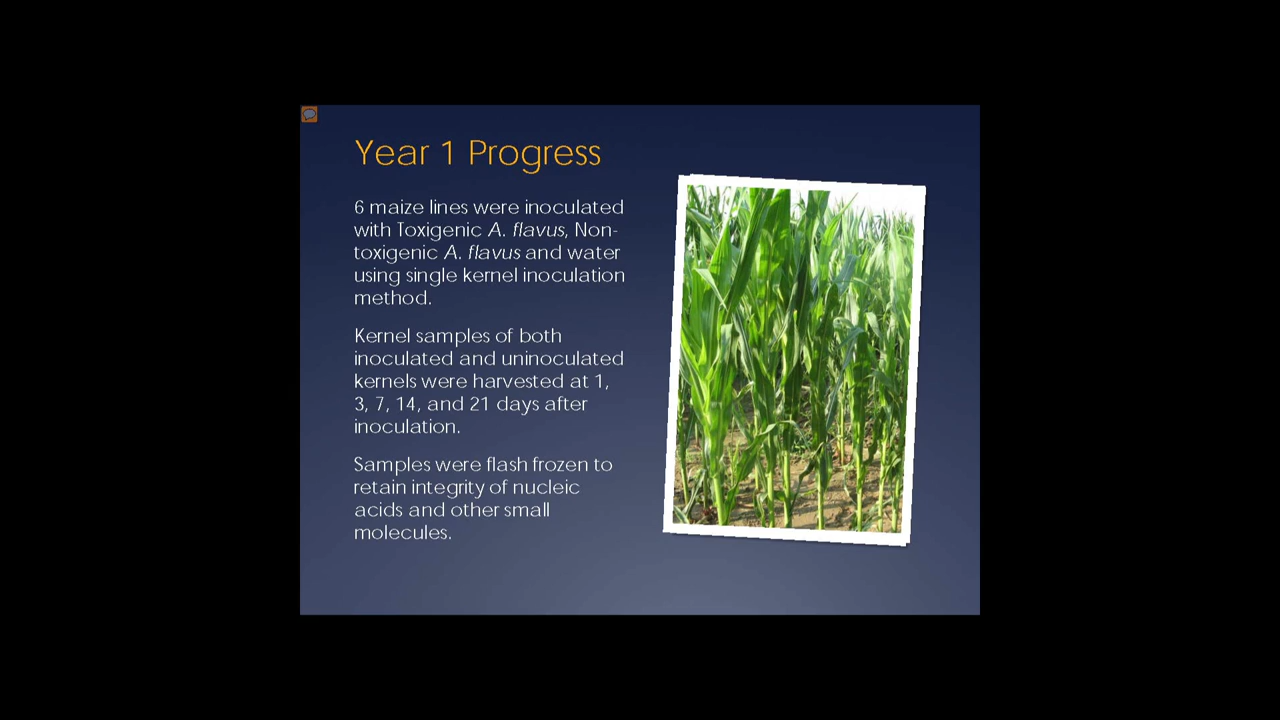 Year 1 Progress
6 maize lines were inoculated
with Toxigenic A. flavus, Non-
toxigenic A. flavus and water
using single kernel inoculation
method.
Kernel samples of both
inoculated and uninoculated
kernels were harvested at 1,
3, 7, 14, and 21 days after
inoculation.
Samples were flash frozen to
retain integrity of nucleic
acids and other small
molecules.